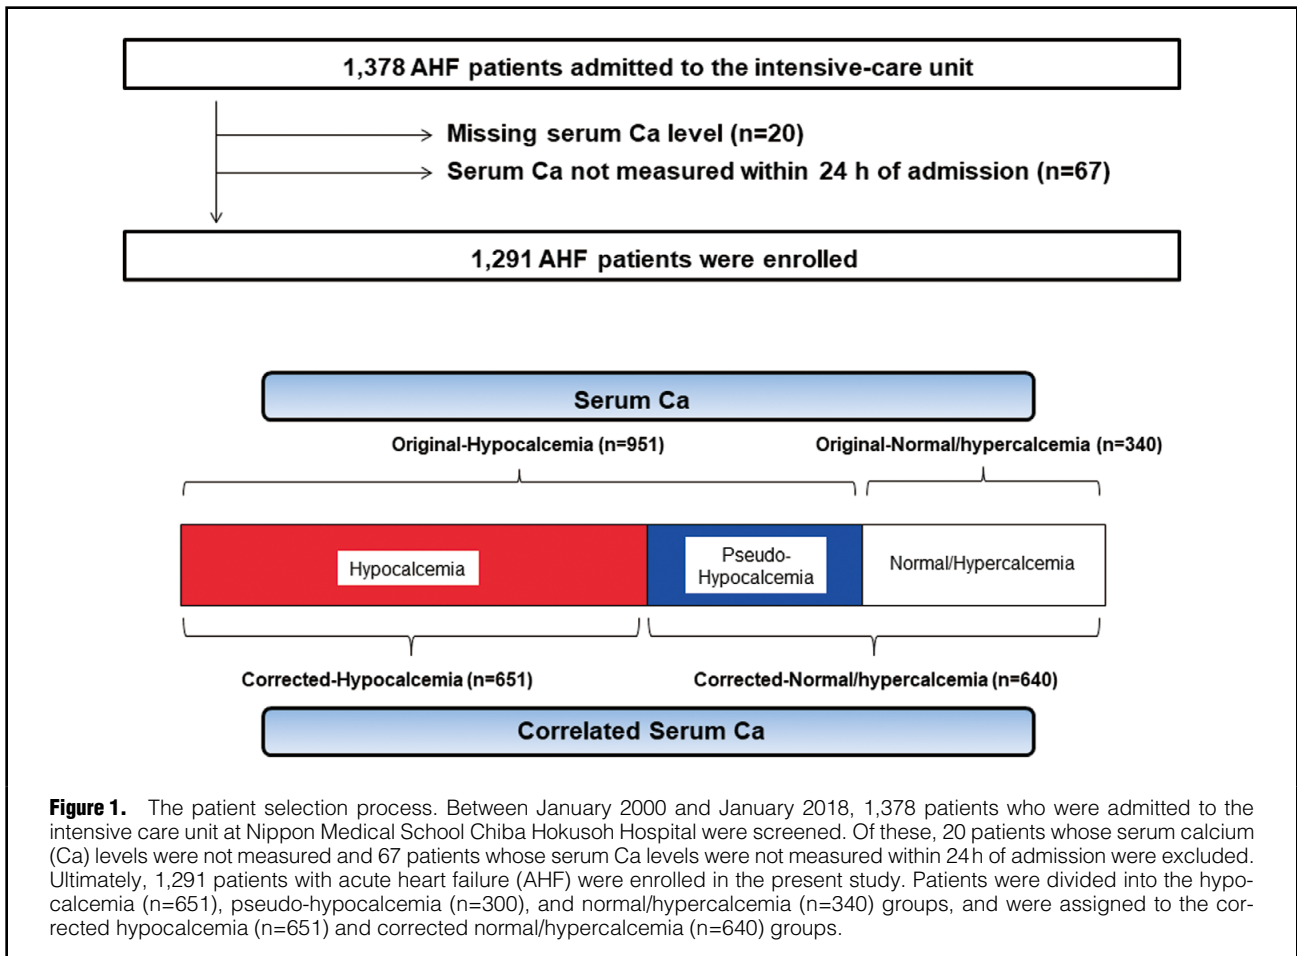 1,378 AHF patients admitted to the intensive-care unit
Missing serum Ca level (n=20)
Serum Ca not measured within 24 h of admission (n=67)
1,291 AHF patients were enrolled
Serum Ca
Original-Hypocalcemia (n=951)
Original-Normal/hypercalcemia (n=340)
Hypocalcemia
Pseudo-
Hypocalcemia
Normal/Hypercalcemia
Corrected-Hypocalcemia (n=651)
Corrected-Normal/hypercalcemia (n=640)
Correlated Serum Ca
Figure 1. The patient selection process. Between January 2000 and January 2018, 1,378 patients who were admitted to the
intensive care unit at Nippon Medical School Chiba Hokusoh Hospital were screened. Of these, 20 patients whose serum calcium
(Ca) levels were not measured and 67 patients whose serum Ca levels were not measured within 24 h of admission were excluded.
Ultimately, 1,291 patients with acute heart failure (AHF) were enrolled in the present study. Patients were divided into the hypo-
calcemia (n=651), pseudo-hypocalcemia (n=300), and normal/hypercalcemia (n=340) groups, and were assigned to the cor-
rected hypocalcemia (n=651) and corrected normal/hypercalcemia (n=640) groups.